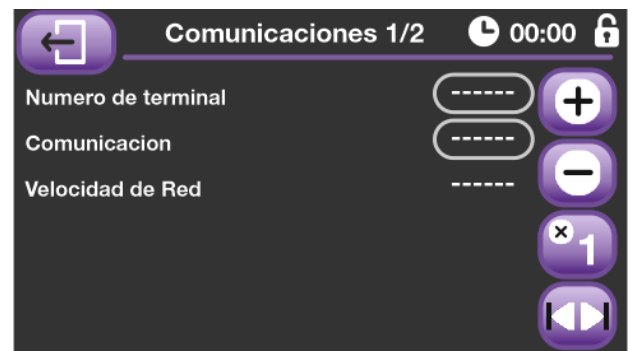 Comunicaciones 1/2 00:00
Numero de terminal ------
Comunicacion ------
Velocidad de Red ------
×1